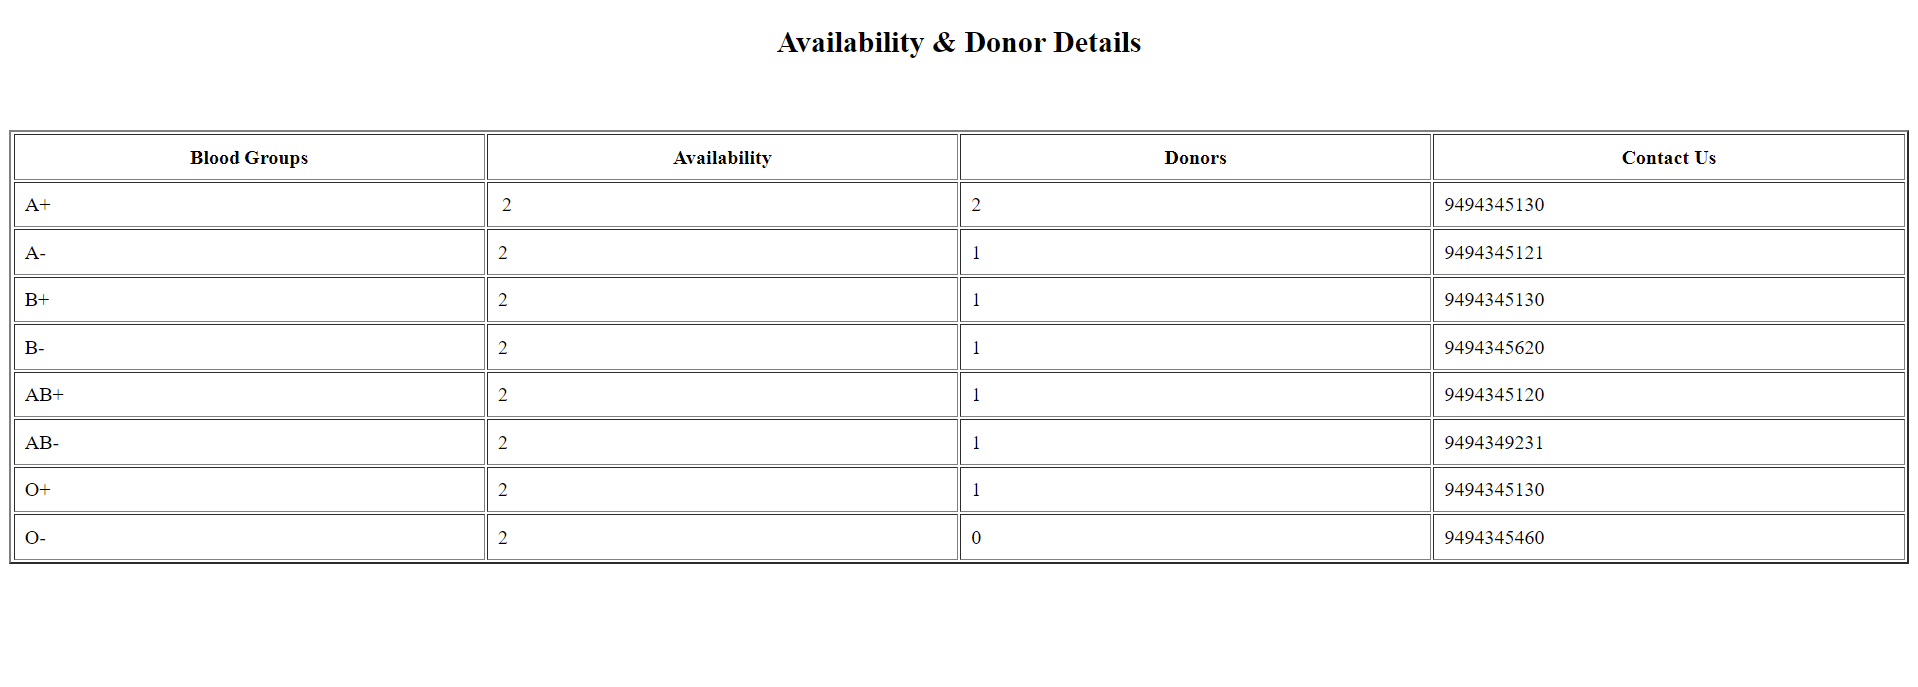 Availability & Donor Details
Blood Groups Availability Donors Contact Us
A+ 2 2 9494345130
A- 2 1 9494345121
B+ 2 1 9494345130
B- 2 1 9494345620
AB+ 2 1 9494345120
AB- 2 1 9494349231
O+ 2 1 9494345130
O- 2 0 9494345460